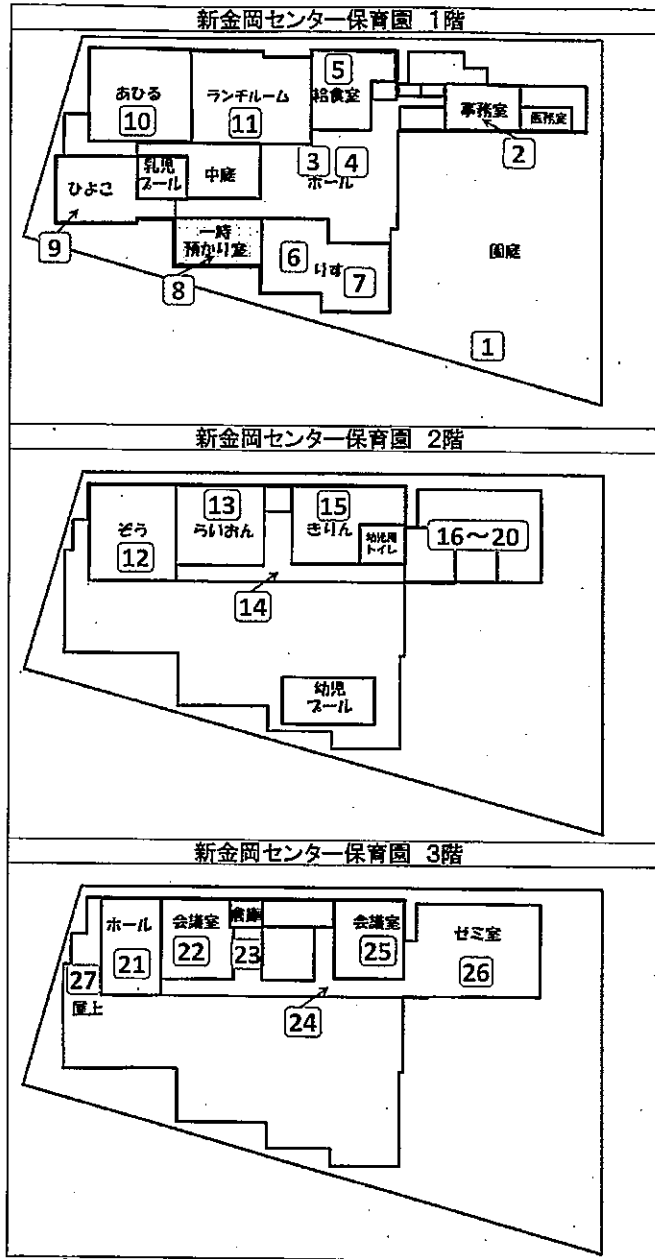 新金岡センター保育園 1階
あひる
10
ランチルーム
11
5
給食室
事務室
医務室
2
3
4
ホール
乳児
プール
中庭
ひよこ
9
一時
預かり室
8
6
りす
7
園庭
1
新金岡センター保育園 2階
ぞう
12
13
らいおん
15
きりん
幼児用
トイレ
16～20
14
幼児
プール
新金岡センター保育園 3階
ホール
21
会議室
22
倉庫
23
会議室
25
ゼミ室
26
27
屋上
24